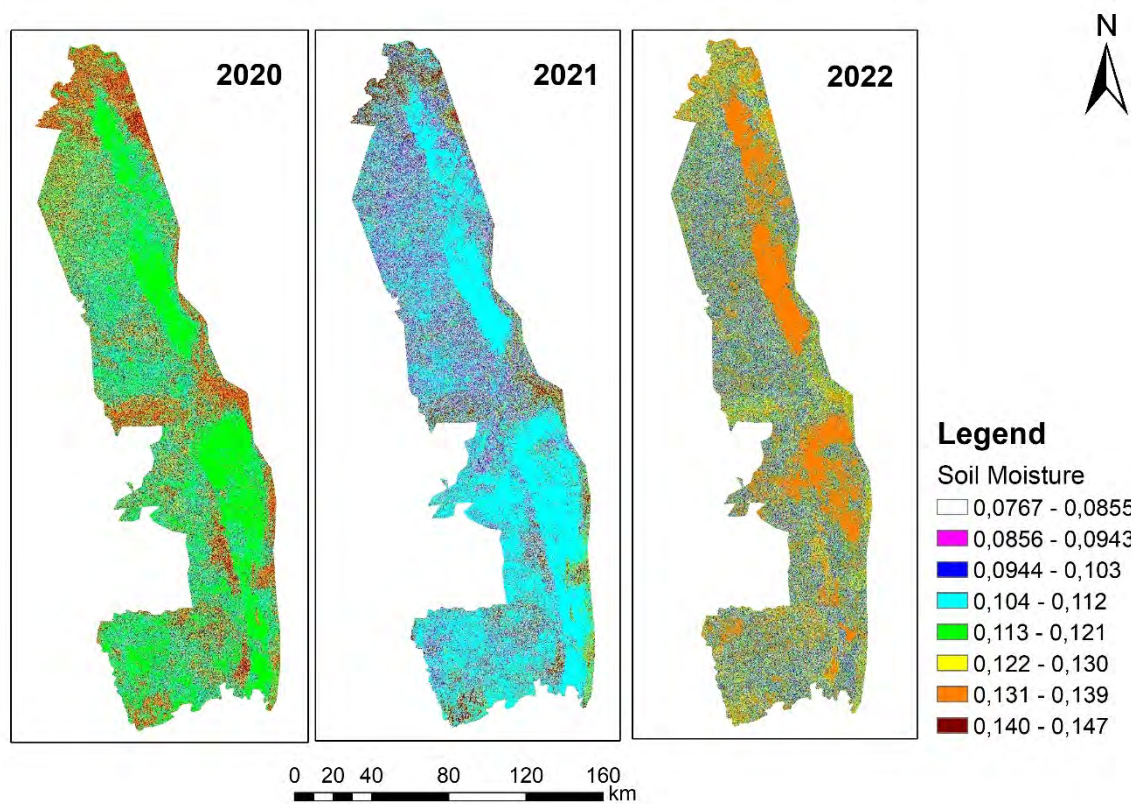 2020
2021
2022
N
Legend
Soil Moisture
0,0767 - 0,0855
0,0856 - 0,0943
0,0944 - 0,103
0,104 - 0,112
0,113 - 0,121
0,122 - 0,130
0,131 - 0,139
0,140 - 0,147
0 20 40 80 120 160
km